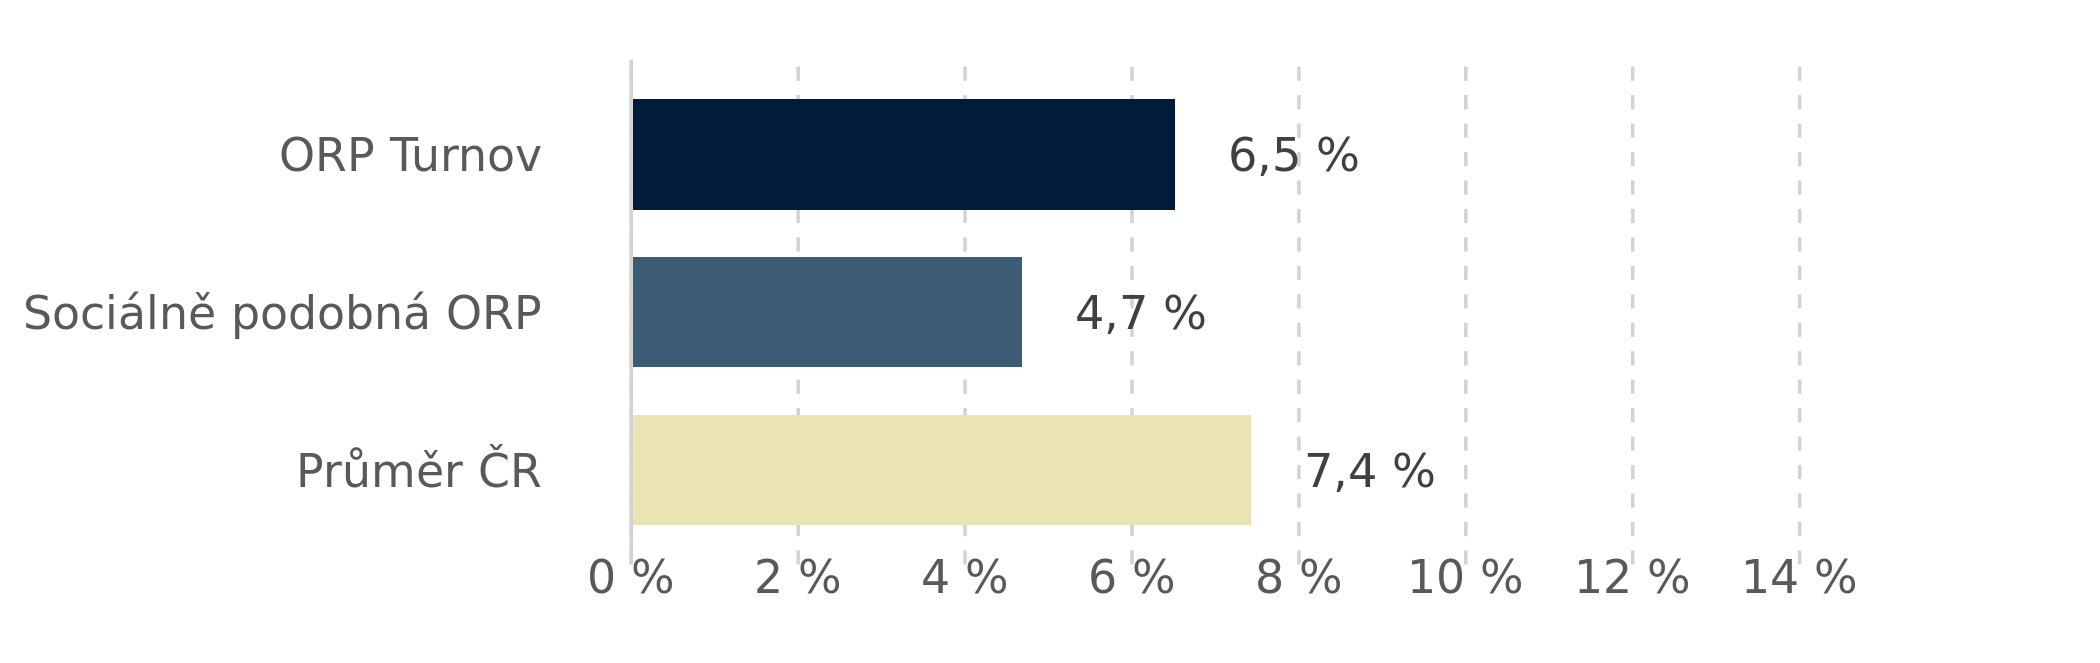 ORP Turnov 6,5 %
Sociálně podobná ORP 4,7 %
Průměr ČR 7,4 %
0 % 2 % 4 % 6 % 8 % 10 % 12 % 14 %